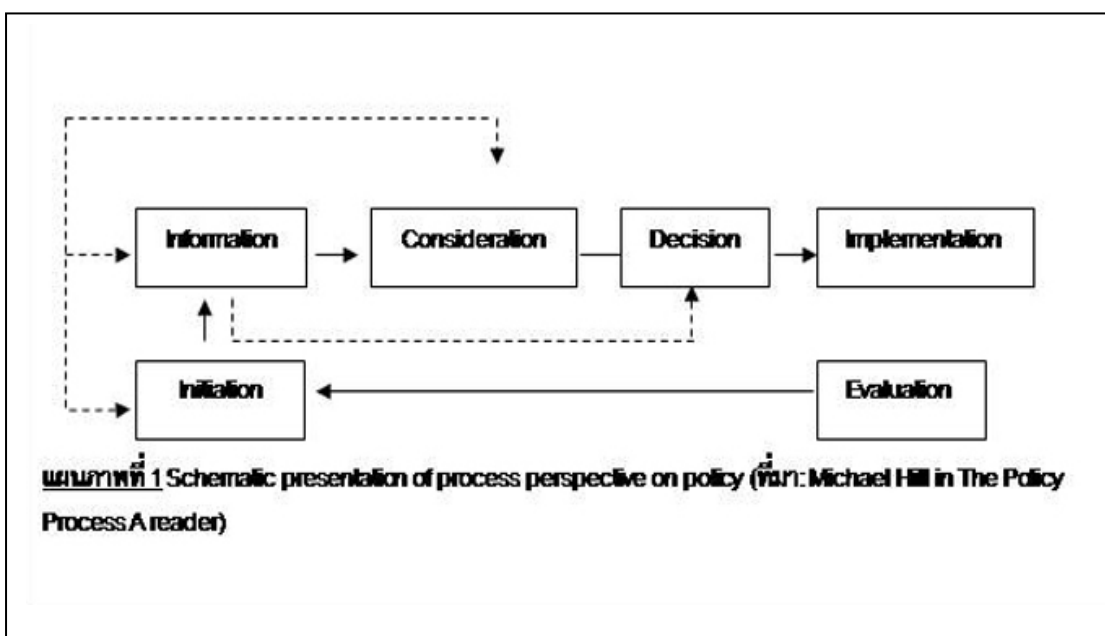 Information
Consideration
Decision
Implementation
Initiation
Evaluation
แผนภาพที่ 1 Schematic presentation of process perspective on policy (ที่มา: Michael Hill in The Policy
Process A reader)